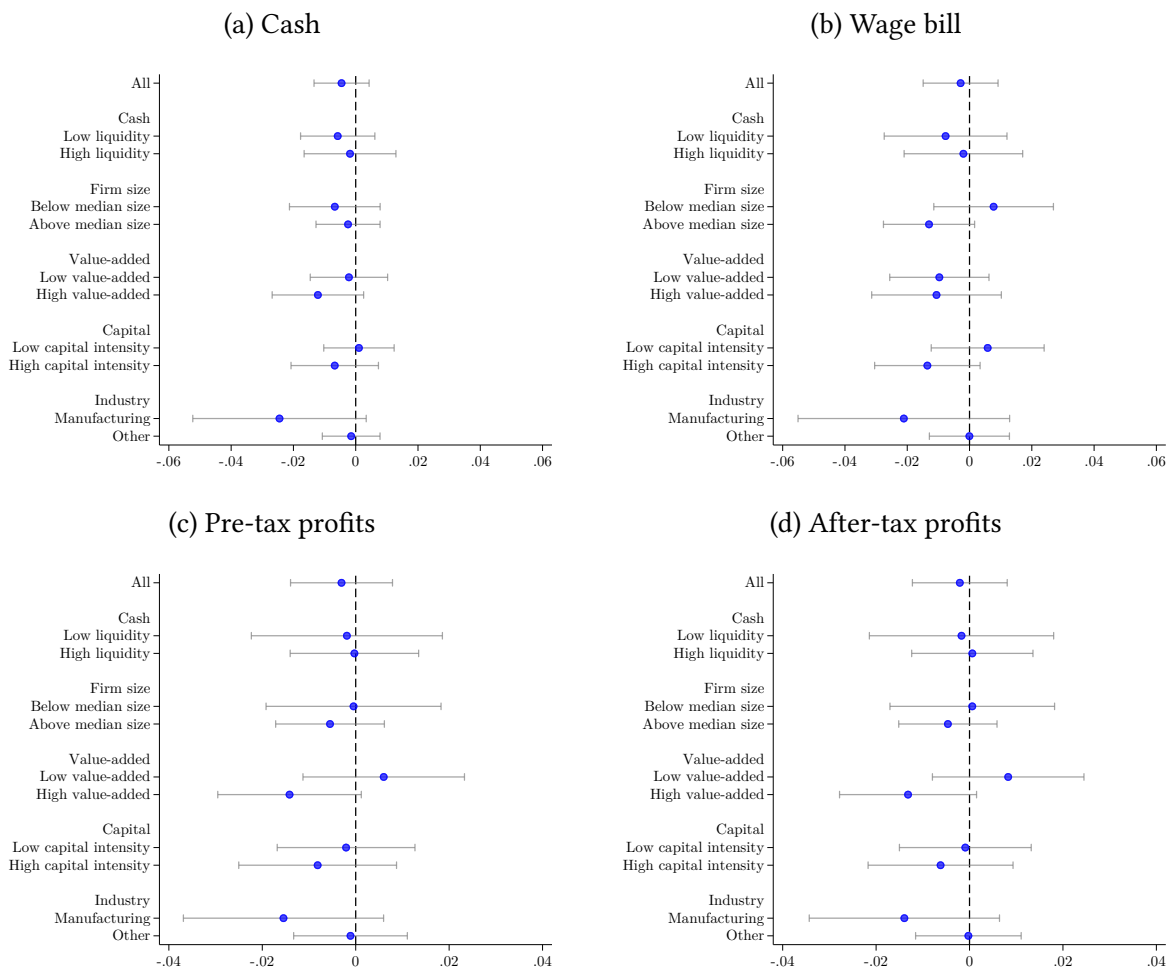 (a) Cash
All
Cash
Low liquidity
High liquidity
Firm size
Below median size
Above median size
Value-added
Low value-added
High value-added
Capital
Low capital intensity
High capital intensity
Industry
Manufacturing
Other
-.06 -.04 -.02 0 .02 .04 .06
(b) Wage bill
All
Cash
Low liquidity
High liquidity
Firm size
Below median size
Above median size
Value-added
Low value-added
High value-added
Capital
Low capital intensity
High capital intensity
Industry
Manufacturing
Other
-.06 -.04 -.02 0 .02 .04 .06
(c) Pre-tax profits
All
Cash
Low liquidity
High liquidity
Firm size
Below median size
Above median size
Value-added
Low value-added
High value-added
Capital
Low capital intensity
High capital intensity
Industry
Manufacturing
Other
-.04 -.02 0 .02 .04
(d) After-tax profits
All
Cash
Low liquidity
High liquidity
Firm size
Below median size
Above median size
Value-added
Low value-added
High value-added
Capital
Low capital intensity
High capital intensity
Industry
Manufacturing
Other
-.04 -.02 0 .02 .04